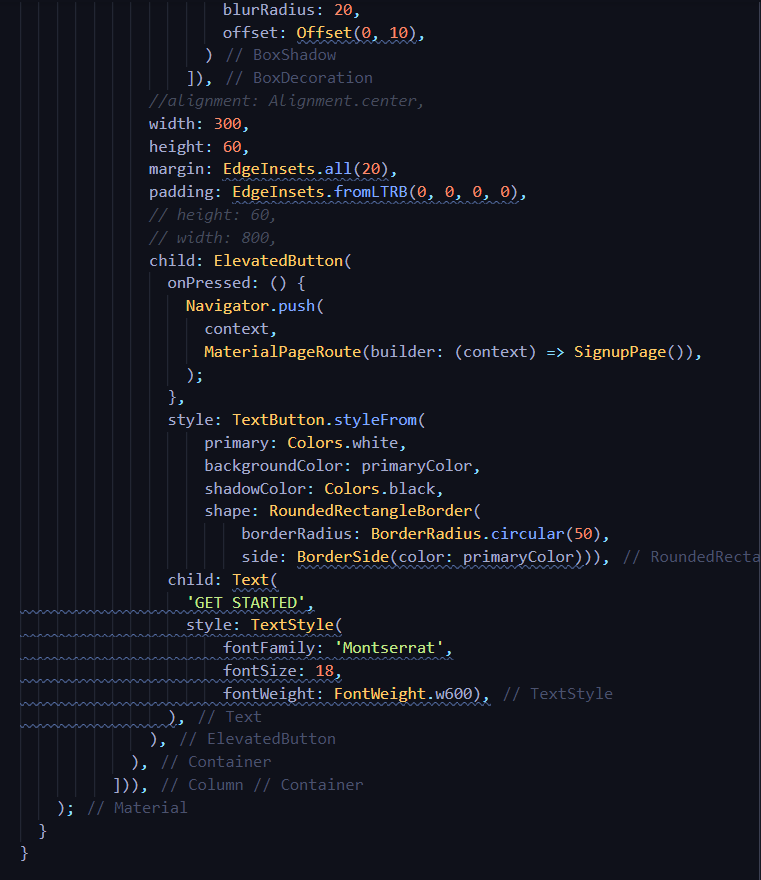 blurRadius: 20,
offset: Offset(0, 10),
) // BoxShadow
]), // BoxDecoration
//alignment: Alignment.center,
width: 300,
height: 60,
margin: EdgeInsets.all(20),
padding: EdgeInsets.fromLTRB(0, 0, 0, 0),
// height: 60,
// width: 800,
child: ElevatedButton(
onPressed: () {
Navigator.push(
context,
MaterialPageRoute(builder: (context) => SignupPage()),
);
},
style: TextButton.styleFrom(
primary: Colors.white,
backgroundColor: primaryColor,
shadowColor: Colors.black,
shape: RoundedRectangleBorder(
borderRadius: BorderRadius.circular(50),
side: BorderSide(color: primaryColor))), // RoundedRecta
child: Text(
'GET STARTED',
style: TextStyle(
fontFamily: 'Montserrat',
fontSize: 18,
fontWeight: FontWeight.w600), // TextStyle
), // Text
), // ElevatedButton
), // Container
])), // Column // Container
); // Material
}
}